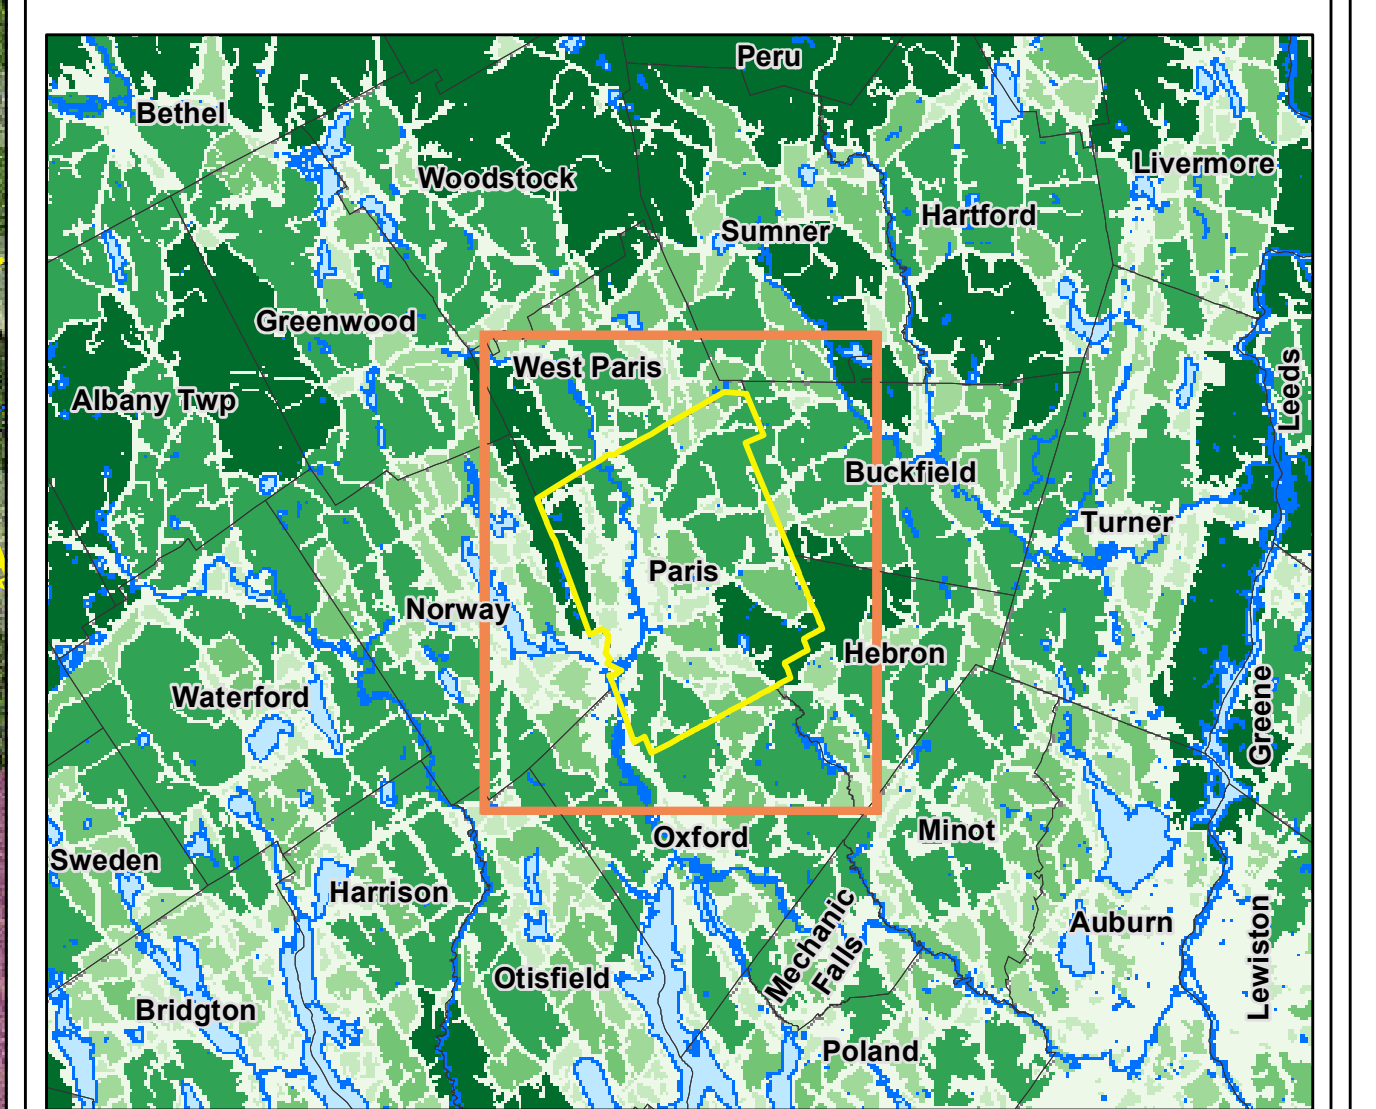 Peru
Bethel
Livermore
Woodstock
Hartford
Sumner
Greenwood
West Paris
Leeds
Albany Twp
Buckfield
Turner
Paris
Norway
Hebron
Waterford
Greene
Minot
Oxford
Sweden
Harrison
Auburn
Mechanic
Falls
Lewiston
Otisfield
Bridgton
Poland